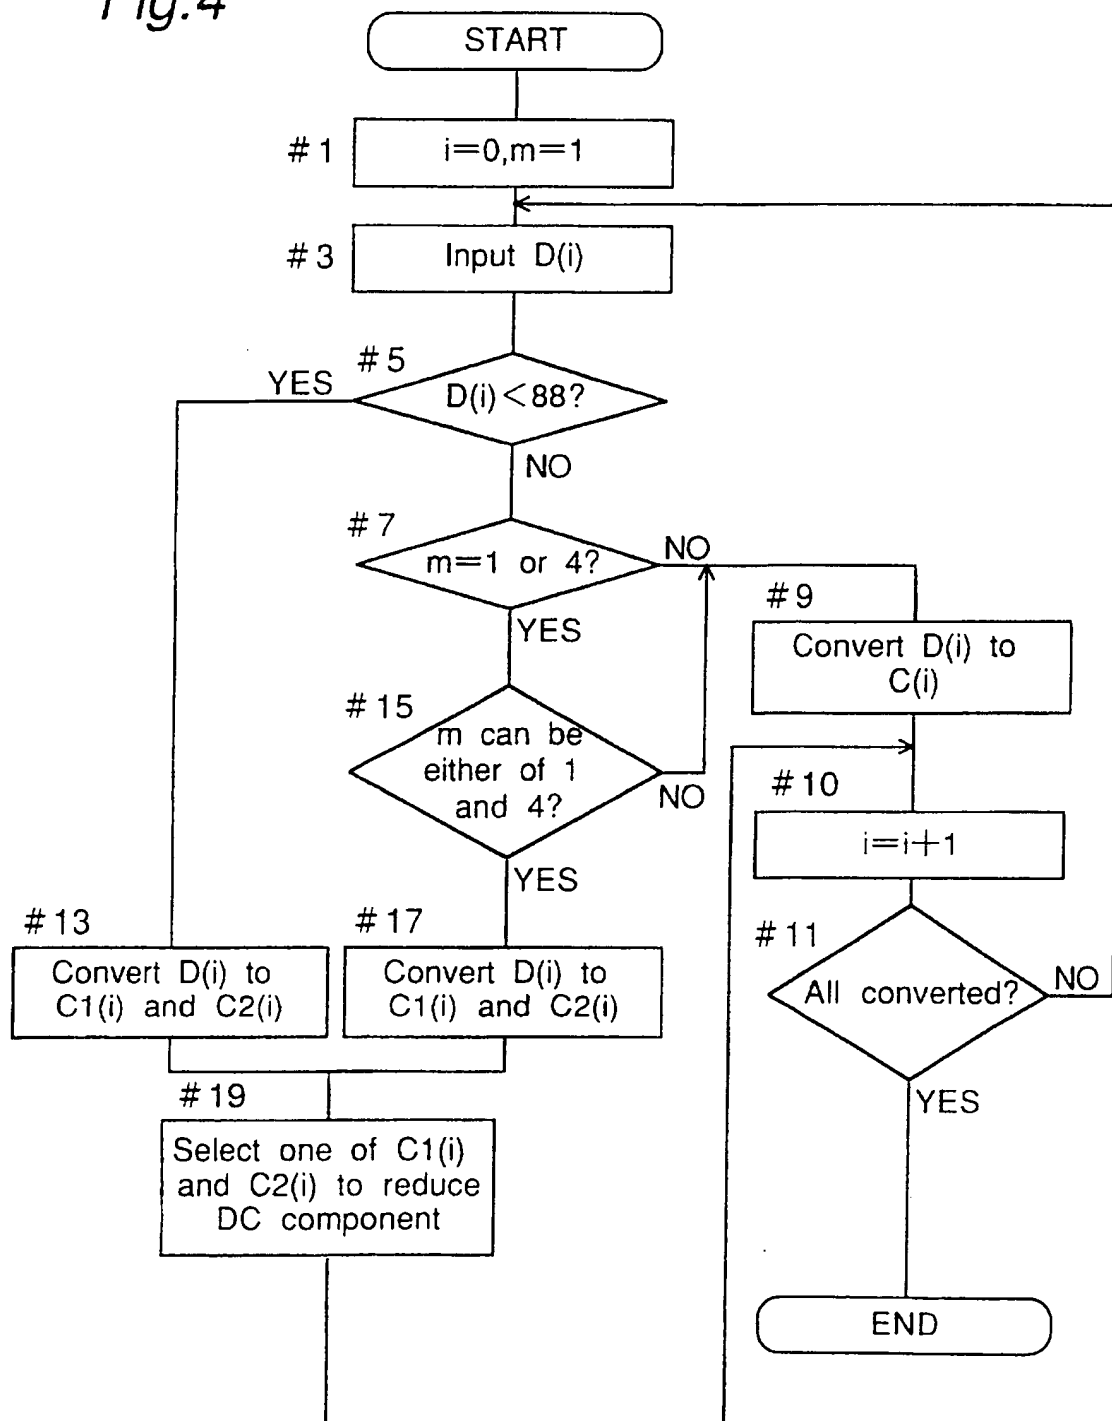 Fig.4
START
#1
i=0,m=1
#3
Input D(i)
#5
YES
D(i)<88?
NO
#7
m=1 or 4?
NO
YES
#9
Convert D(i) to
C(i)
#15
m can be
either of 1
and 4?
NO
YES
#10
i=i+1
#11
All converted?
NO
YES
#13
Convert D(i) to
C1(i) and C2(i)
#17
Convert D(i) to
C1(i) and C2(i)
#19
Select one of C1(i)
and C2(i) to reduce
DC component
END